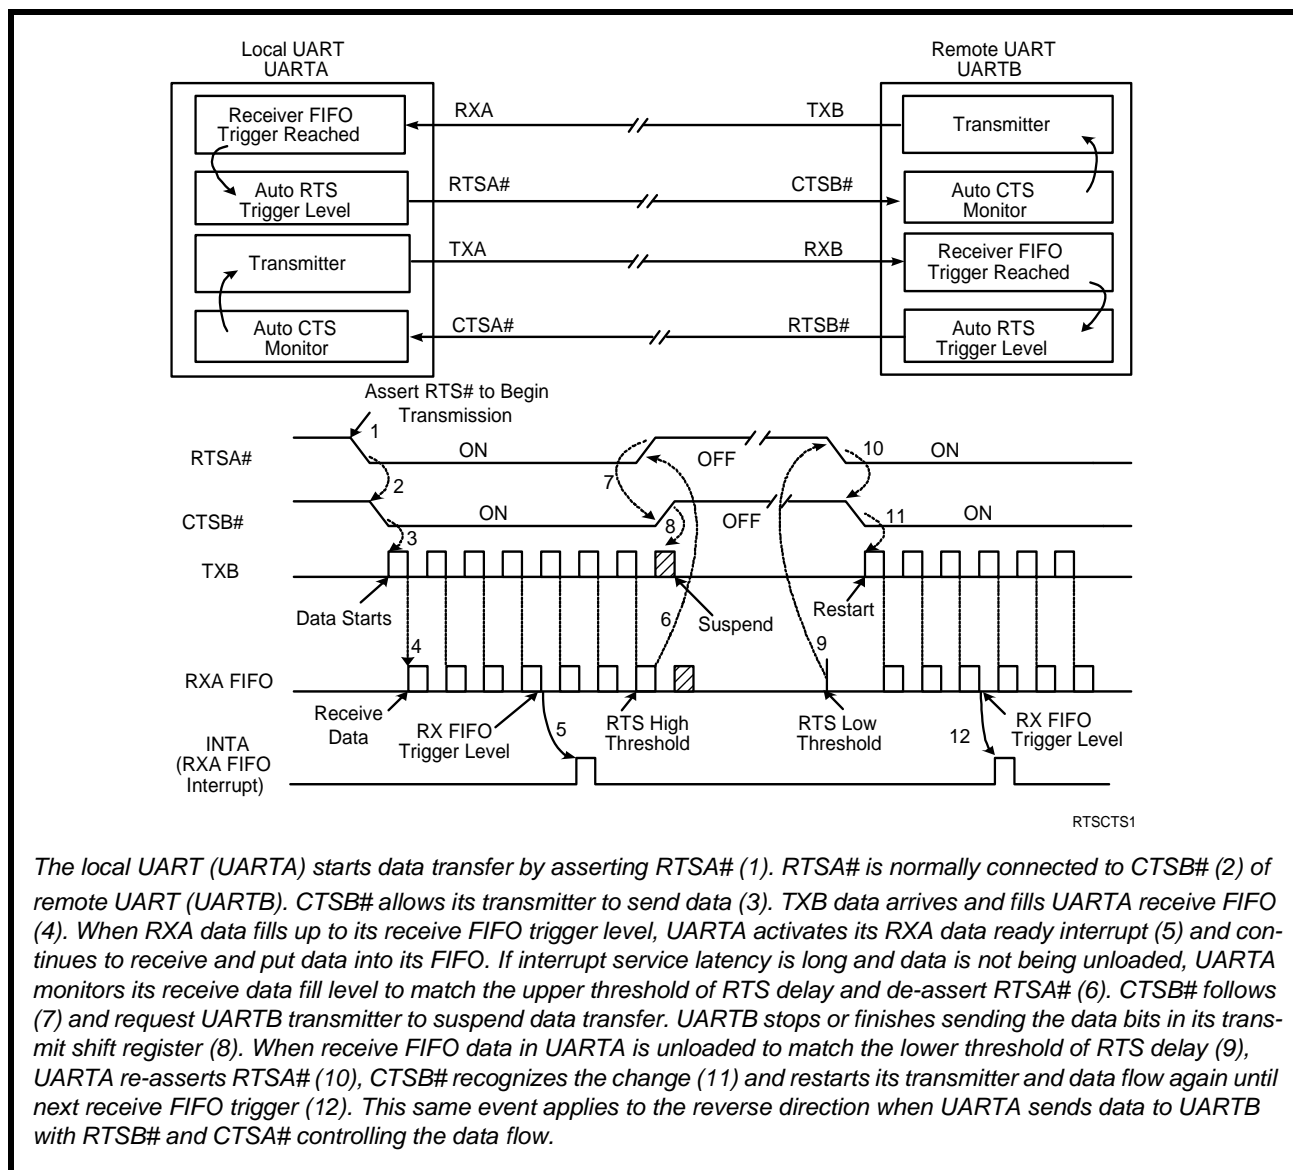 Local UART
UARTA
Remote UART
UARTB
Receiver FIFO
Trigger Reached
RXA
TXB
Transmitter
Auto RTS
Trigger Level
RTSA#
CTSB#
Auto CTS
Monitor
Transmitter
TXA
RXB
Receiver FIFO
Trigger Reached
Auto CTS
Monitor
CTSA#
RTSB#
Auto RTS
Trigger Level
Assert RTS# to Begin
Transmission
1
RTSA#
ON
OFF
10
ON
2
7
CTSB#
ON
OFF
11
ON
3
8
TXB
Data Starts
6
Suspend
Restart
4
9
RXA FIFO
Receive
Data
RX FIFO
Trigger Level
5
RTS High
Threshold
RTS Low
Threshold
12
RX FIFO
Trigger Level
INTA
(RXA FIFO
Interrupt)
RTSCTS1
The local UART (UARTA) starts data transfer by asserting RTSA# (1). RTSA# is normally connected to CTSB# (2) of
remote UART (UARTB). CTSB# allows its transmitter to send data (3). TXB data arrives and fills UARTA receive FIFO
(4). When RXA data fills up to its receive FIFO trigger level, UARTA activates its RXA data ready interrupt (5) and con-
tinues to receive and put data into its FIFO. If interrupt service latency is long and data is not being unloaded, UARTA
monitors its receive data fill level to match the upper threshold of RTS delay and de-assert RTSA# (6). CTSB# follows
(7) and request UARTB transmitter to suspend data transfer. UARTB stops or finishes sending the data bits in its trans-
mit shift register (8). When receive FIFO data in UARTA is unloaded to match the lower threshold of RTS delay (9),
UARTA re-asserts RTSA# (10), CTSB# recognizes the change (11) and restarts its transmitter and data flow again until
next receive FIFO trigger (12). This same event applies to the reverse direction when UARTA sends data to UARTB
with RTSB# and CTSA# controlling the data flow.